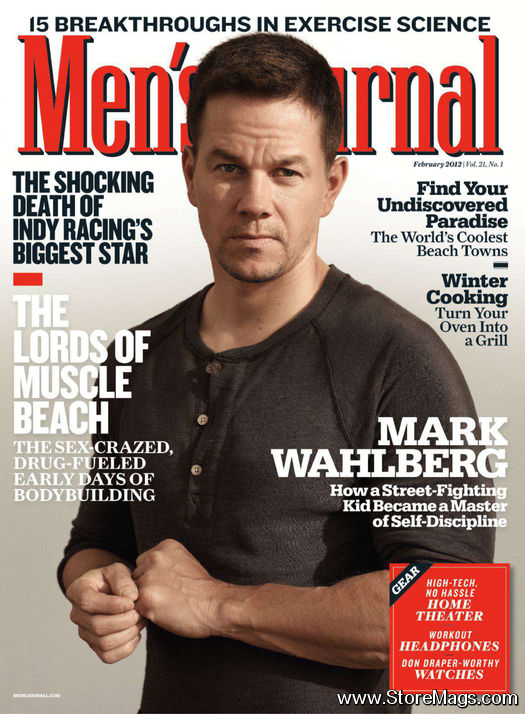 15 BREAKTHROUGHS IN EXERCISE SCIENCE
Men's Journal
February 2012 | Vol. 21, No. 1
THE SHOCKING
DEATH OF
INDY RACING'S
BIGGEST STAR
THE
LORDS OF
MUSCLE
BEACH
THE SEX-CRAZED,
DRUG-FUELED
EARLY DAYS OF
BODYBUILDING
Find Your
Undiscovered
Paradise
The World's Coolest
Beach Towns
Winter
Cooking
Turn Your
Oven Into
a Grill
MARK
WAHLBERG
How a Street-Fighting
Kid Became a Master
of Self-Discipline
GEAR
HIGH-TECH,
NO HASSLE
HOME
THEATER
WORKOUT
HEADPHONES
DON DRAPER-WORTHY
WATCHES
MENSJOURNAL.COM
www.StoreMags.com